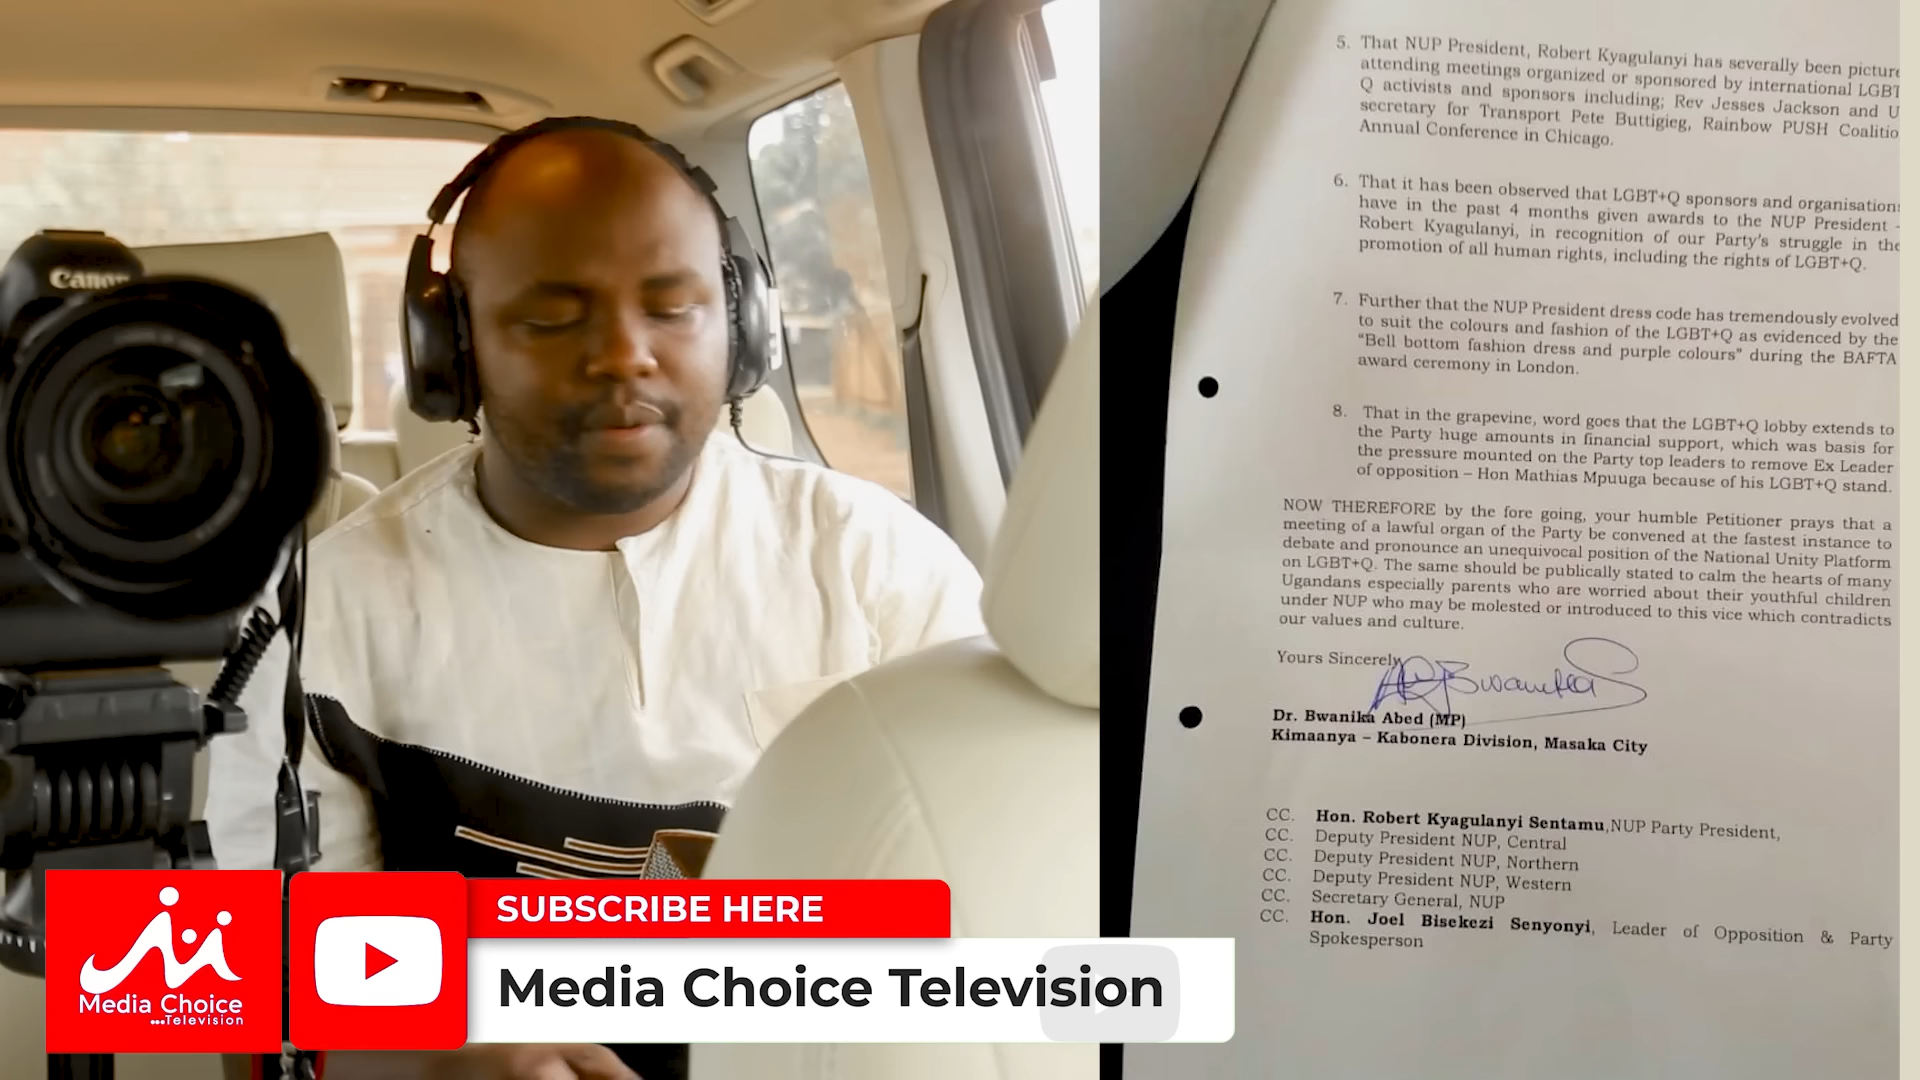 Canon
5. That NUP President, Robert Kyagulanyi has severally been picture
attending meetings organized or sponsored by international LGBT
Q activists and sponsors including; Rev Jesses Jackson and U
secretary for Transport Pete Buttigieg, Rainbow PUSH Coalitio
Annual Conference in Chicago.
6. That it has been observed that LGBT+Q sponsors and organisations
have in the past 4 months given awards to the NUP President -
Robert Kyagulanyi, in recognition of our Party's struggle in the
promotion of all human rights, including the rights of LGBT+Q.
7. Further that the NUP President dress code has tremendously evolved
to suit the colours and fashion of the LGBT+Q as evidenced by the
"Bell bottom fashion dress and purple colours" during the BAFTA
award ceremony in London.
8. That in the grapevine, word goes that the LGBT+Q lobby extends to
the Party huge amounts in financial support, which was basis for
the pressure mounted on the Party top leaders to remove Ex Leader
of opposition – Hon Mathias Mpuuga because of his LGBT+Q stand.
NOW THEREFORE by the fore going, your humble Petitioner prays that a
meeting of a lawful organ of the Party be convened at the fastest instance to
debate and pronounce an unequivocal position of the National Unity Platform
on LGBT+Q. The same should be publically stated to calm the hearts of many
Ugandans especially parents who are worried about their youthful children
under NUP who may be molested or introduced to this vice which contradicts
our values and culture.
Yours Sincerely
Bwanika
Dr. Bwanika Abed (MP)
Kimaanya – Kabonera Division, Masaka City
CC. Hon. Robert Kyagulanyi Sentamu,NUP Party President,
CC. Deputy President NUP, Central
CC. Deputy President NUP, Northern
CC. Deputy President NUP, Western
CC. Secretary General, NUP
CC. Hon. Joel Bisekezi Senyonyi, Leader of Opposition & Party
Spokesperson
Media Choice
...Television
SUBSCRIBE HERE
Media Choice Television